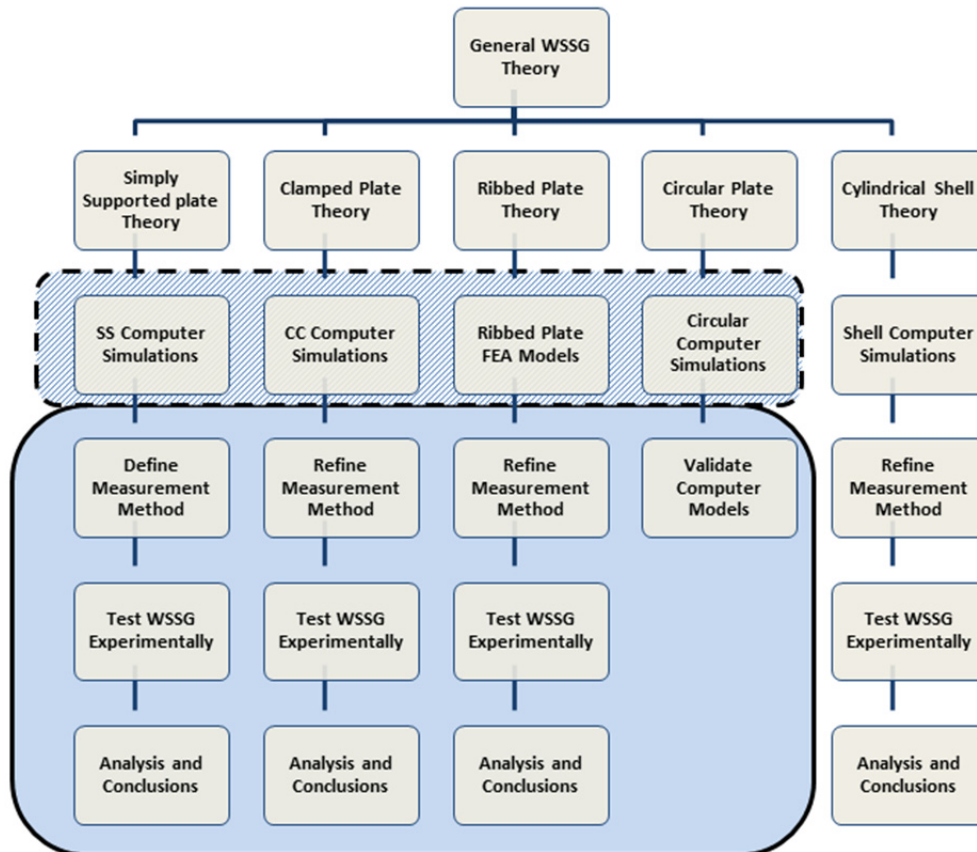 General WSSG
Theory
Simply
Supported plate
Theory
Clamped Plate
Theory
Ribbed Plate
Theory
Circular Plate
Theory
Cylindrical Shell
Theory
SS Computer
Simulations
CC Computer
Simulations
Ribbed Plate
FEA Models
Circular
Computer
Simulations
Shell Computer
Simulations
Define
Measurement
Method
Refine
Measurement
Method
Refine
Measurement
Method
Validate
Computer
Models
Refine
Measurement
Method
Test WSSG
Experimentally
Test WSSG
Experimentally
Test WSSG
Experimentally
Test WSSG
Experimentally
Analysis and
Conclusions
Analysis and
Conclusions
Analysis and
Conclusions
Analysis and
Conclusions